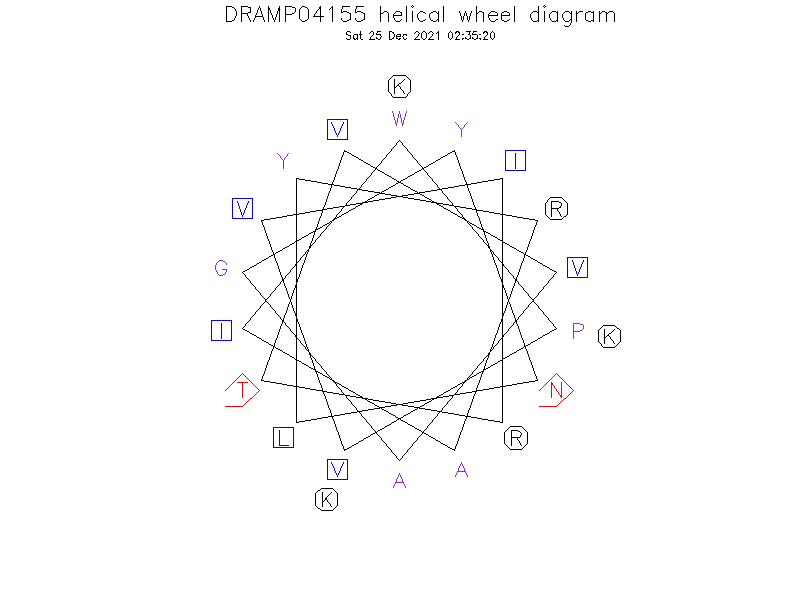 DRAMP04155 helical wheel diagram
Sat 25 Dec 2021 02:35:20
K
W
V Y
Y I
V R
G V
I P K
T N
L R
V A
A
K